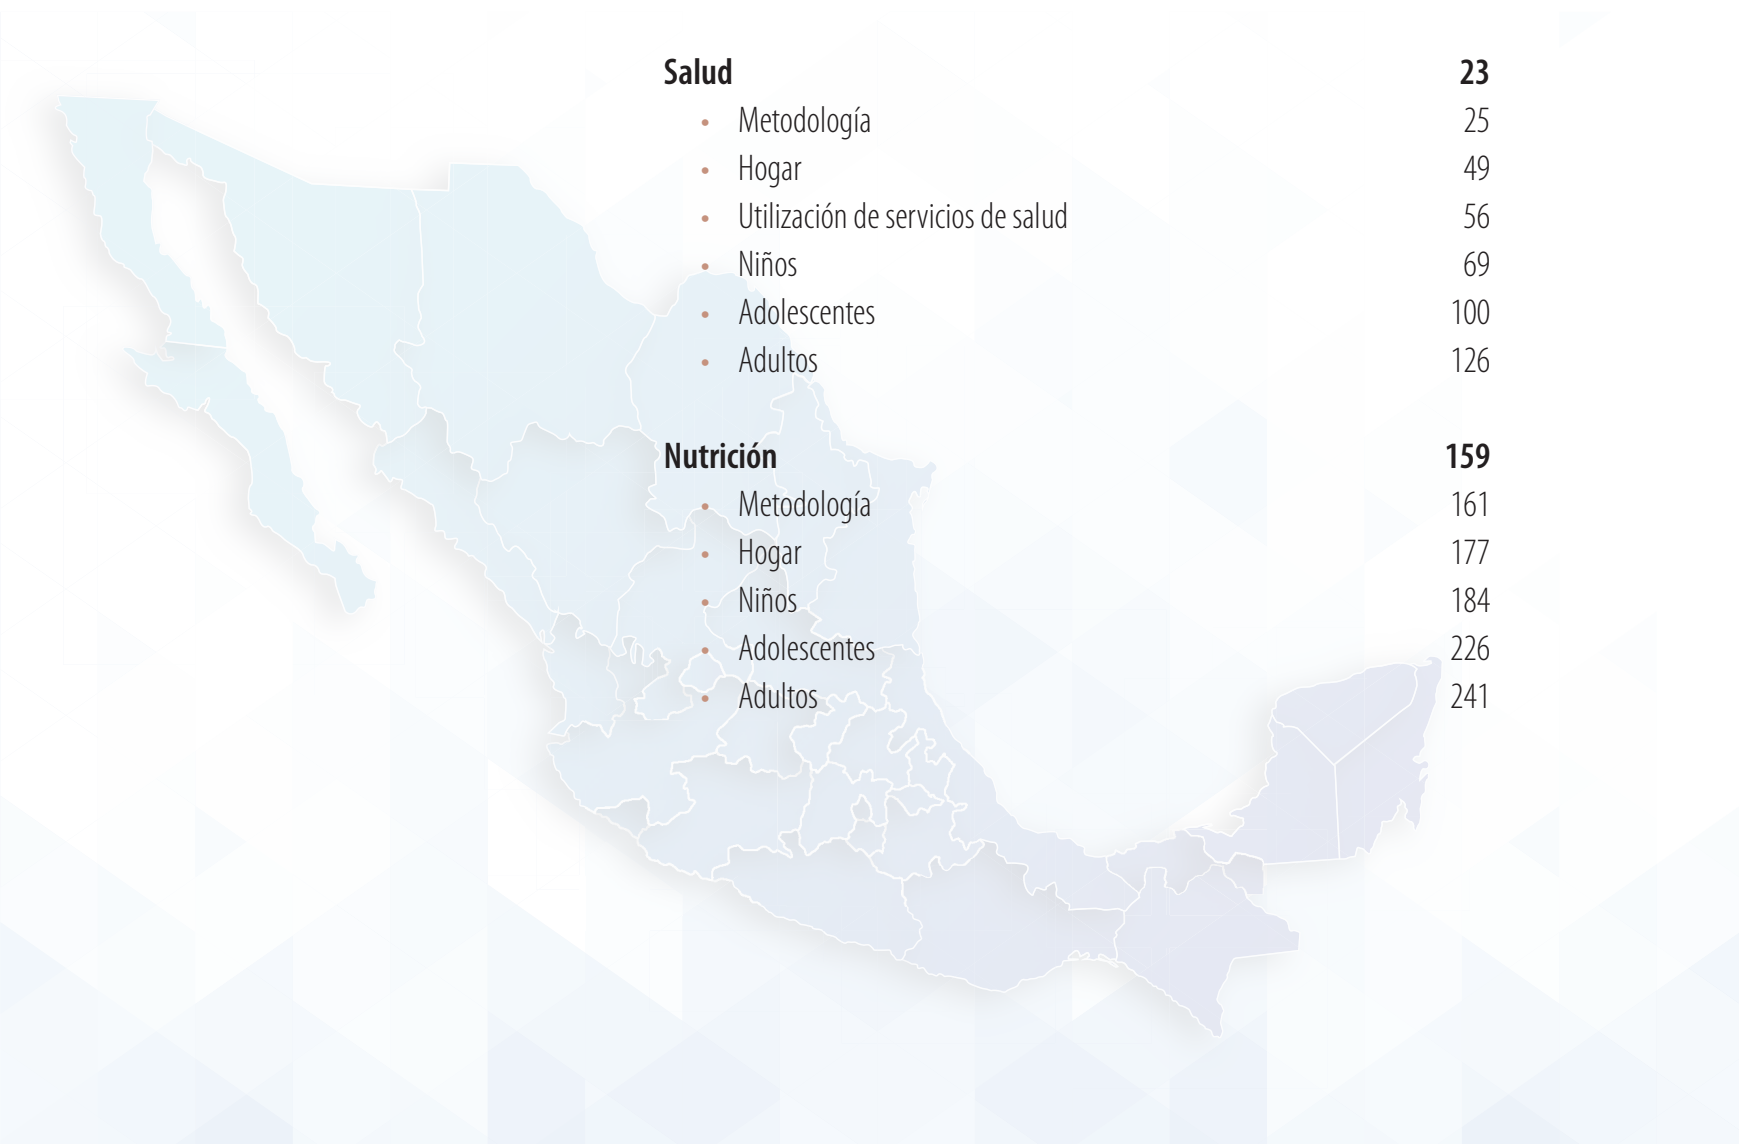 Salud 23
• Metodología 25
• Hogar 49
• Utilización de servicios de salud 56
• Niños 69
• Adolescentes 100
• Adultos 126
Nutrición 159
• Metodología 161
• Hogar 177
• Niños 184
• Adolescentes 226
• Adultos 241